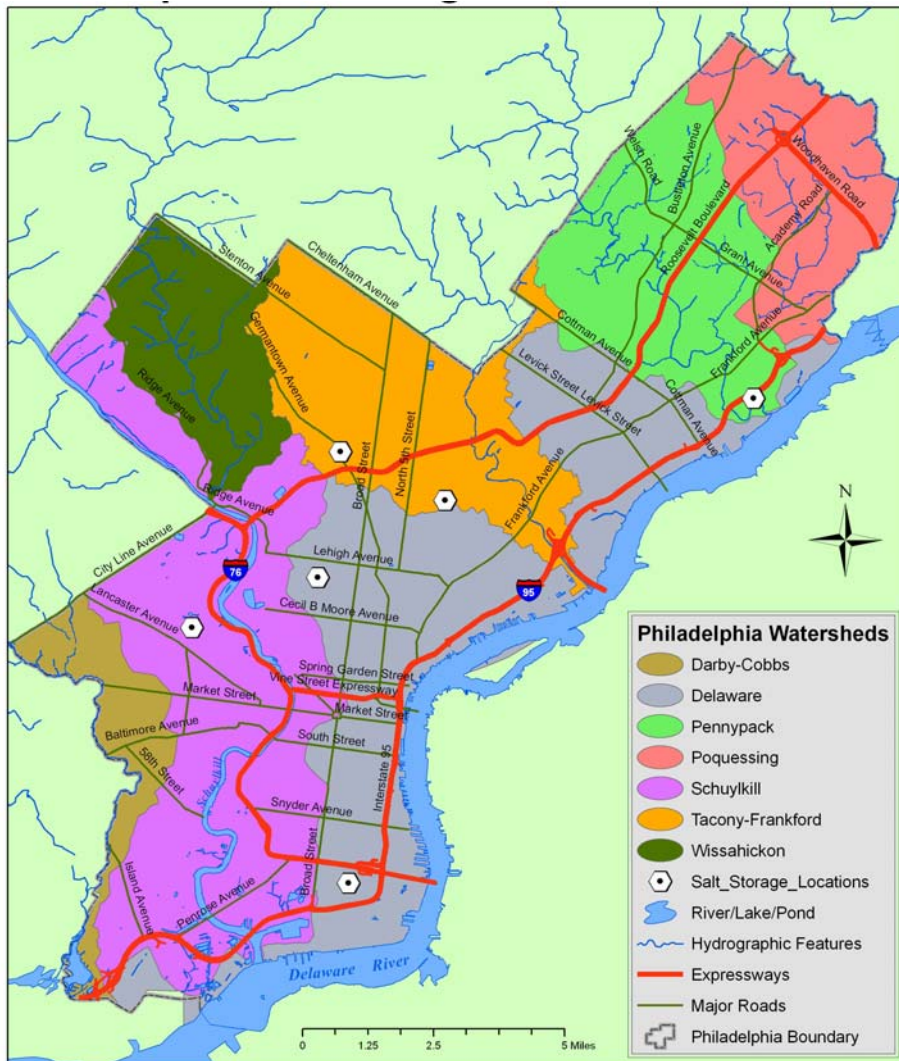 Welsh Road
Bustleton Avenue
Woodhaven Road
Roosevelt Boulevard
Academy Road
Grant Avenue
Stenton Avenue
Cheltenham Avenue
Cottman Avenue
Frankford Avenue
Germantown Avenue
Levick Street
Levick Street
Cottman Avenue
Ridge Avenue
Broad Street
North 5th Street
Frankford Avenue
Ridge Avenue
N
City Line Avenue
Lehigh Avenue
76
95
Lancaster Avenue
Cecil B Moore Avenue
Spring Garden Street
Vine Street Expressway
Market Street
Market Street
Baltimore Avenue
South Street
58th Street
Schuylkill
Interstate 95
Snyder Avenue
Broad Street
Island Avenue
Penrose Avenue
Delaware River
Philadelphia Watersheds
Darby-Cobbs
Delaware
Pennypack
Poquessing
Schuylkill
Tacony-Frankford
Wissahickon
Salt_Storage_Locations
River/Lake/Pond
Hydrographic Features
Expressways
Major Roads
Philadelphia Boundary
0 1.25 2.5 5 Miles